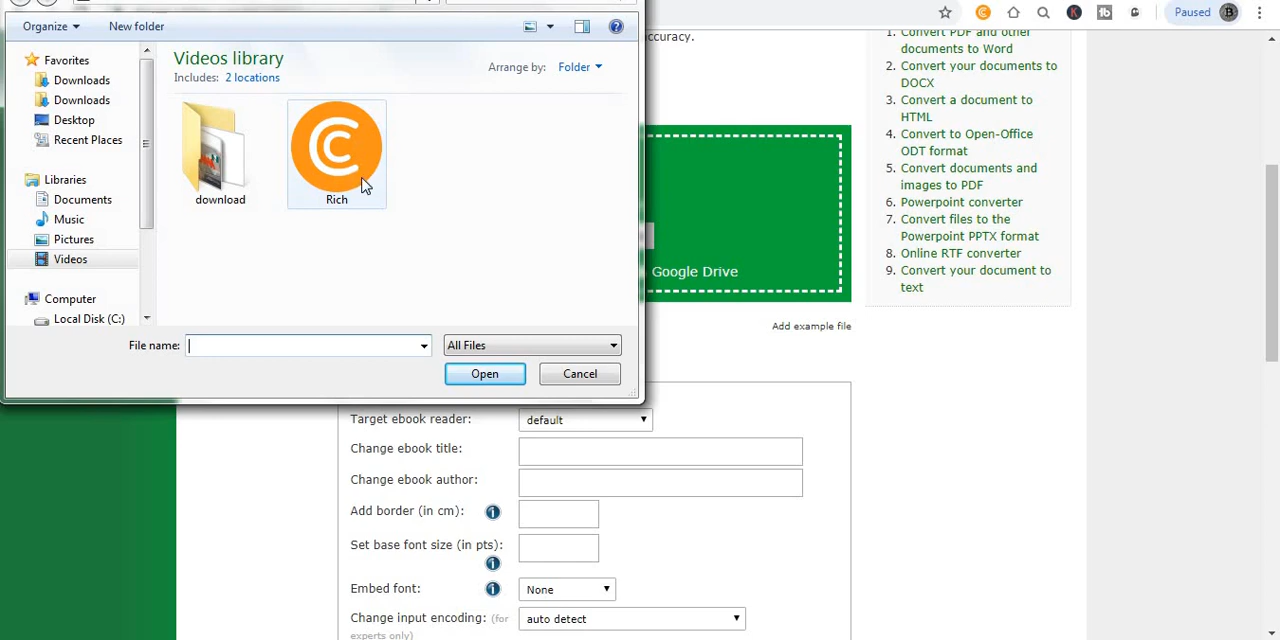 Organize
New folder
Videos library
Includes: 2 locations
Arrange by: Folder
Favorites
Downloads
Downloads
Desktop
Recent Places
Libraries
Documents
Music
Pictures
Videos
Computer
Local Disk (C:)
download
Rich
File name:
All Files
Open
Cancel
Paused
ccuracy.
Google Drive
Add example file
1. Convert PDF and other
documents to Word
2. Convert your documents to
DOCX
3. Convert a document to
HTML
4. Convert to Open-Office
ODT format
5. Convert documents and
images to PDF
6. Powerpoint converter
7. Convert files to the
Powerpoint PPTX format
8. Online RTF converter
9. Convert your document to
text
Target ebook reader: default
Change ebook title:
Change ebook author:
Add border (in cm):
Set base font size (in pts):
Embed font: None
Change input encoding: (for
experts only)
auto detect